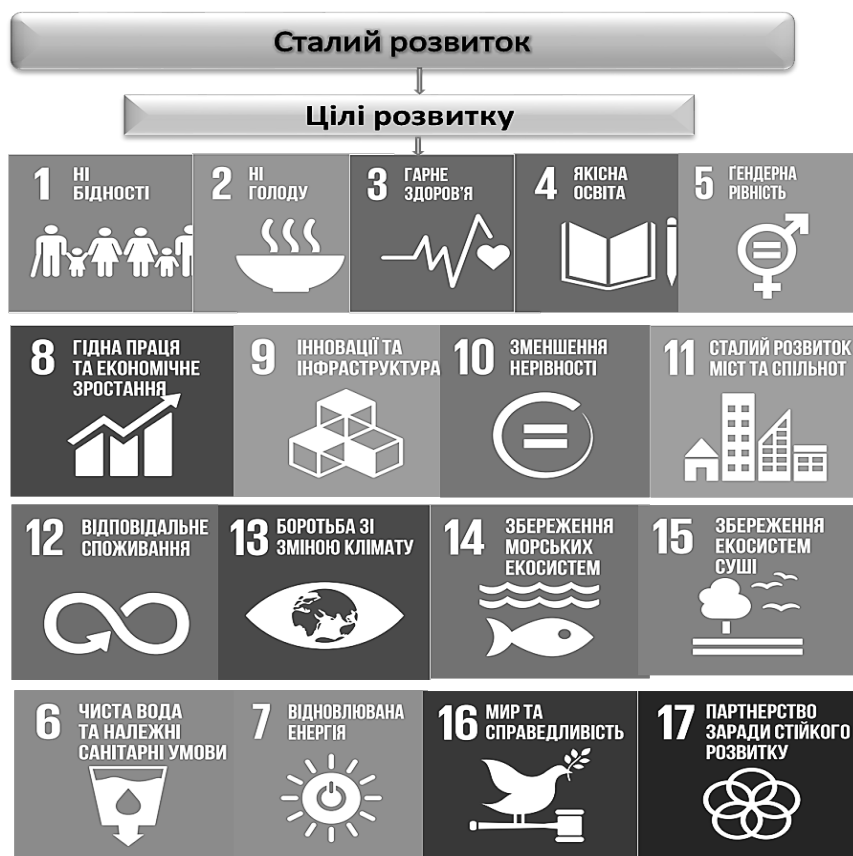 Сталий розвиток
Цілі розвитку
1 НІ
БІДНОСТІ
2 НІ
ГОЛОДУ
3 ГАРНЕ
ЗДОРОВ'Я
4 ЯКІСНА
ОСВІТА
5 ҐЕНДЕРНА
РІВНІСТЬ
8 ГІДНА ПРАЦЯ
ТА ЕКОНОМІЧНЕ
ЗРОСТАННЯ
9 ІННОВАЦІЇ ТА
ІНФРАСТРУКТУРА
10 ЗМЕНШЕННЯ
НЕРІВНОСТІ
11 СТАЛИЙ РОЗВИТОК
МІСТ ТА СПІЛЬНОТ
12 ВІДПОВІДАЛЬНЕ
СПОЖИВАННЯ
13 БОРОТЬБА ЗІ
ЗМІНОЮ КЛІМАТУ
14 ЗБЕРЕЖЕННЯ
МОРСЬКИХ
ЕКОСИСТЕМ
15 ЗБЕРЕЖЕННЯ
ЕКОСИСТЕМ
СУШІ
6 ЧИСТА ВОДА
ТА НАЛЕЖНІ
САНІТАРНІ УМОВИ
7 ВІДНОВЛЮВАНА
ЕНЕРГІЯ
16 МИР ТА
СПРАВЕДЛИВІСТЬ
17 ПАРТНЕРСТВО
ЗАРАДИ СТІЙКОГО
РОЗВИТКУ